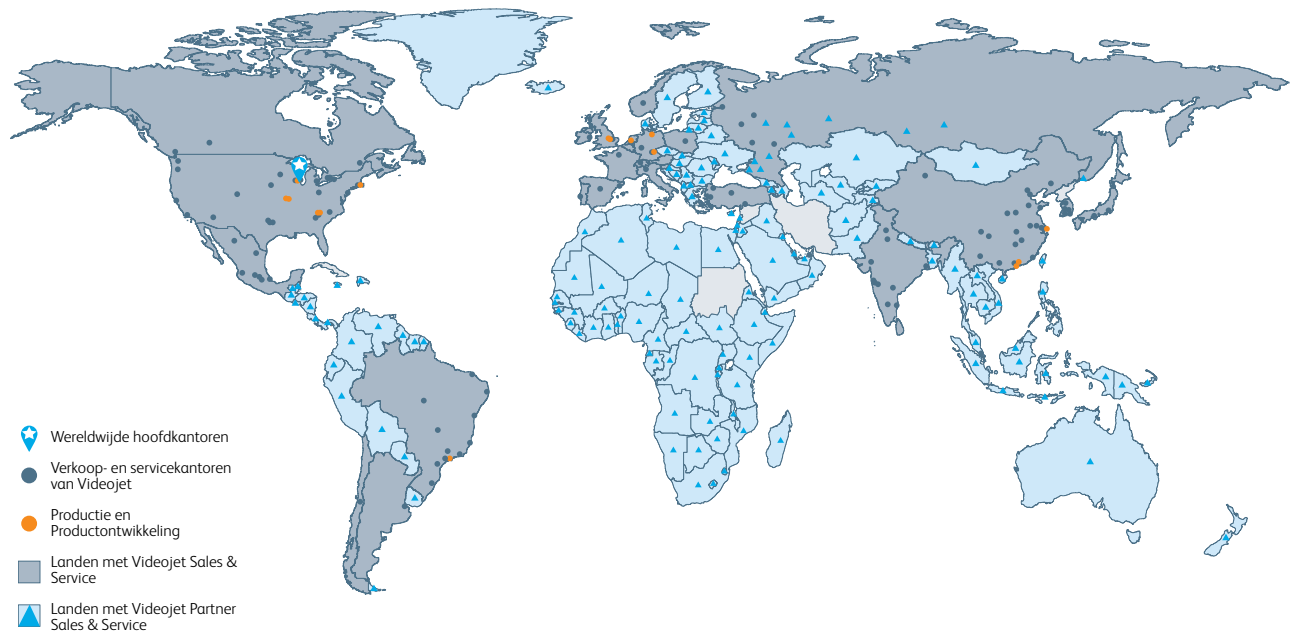 Wereldwijde hoofdkantoren
Verkoop- en servicekantoren
van Videojet
Productie en
Productontwikkeling
Landen met Videojet Sales &
Service
Landen met Videojet Partner
Sales & Service